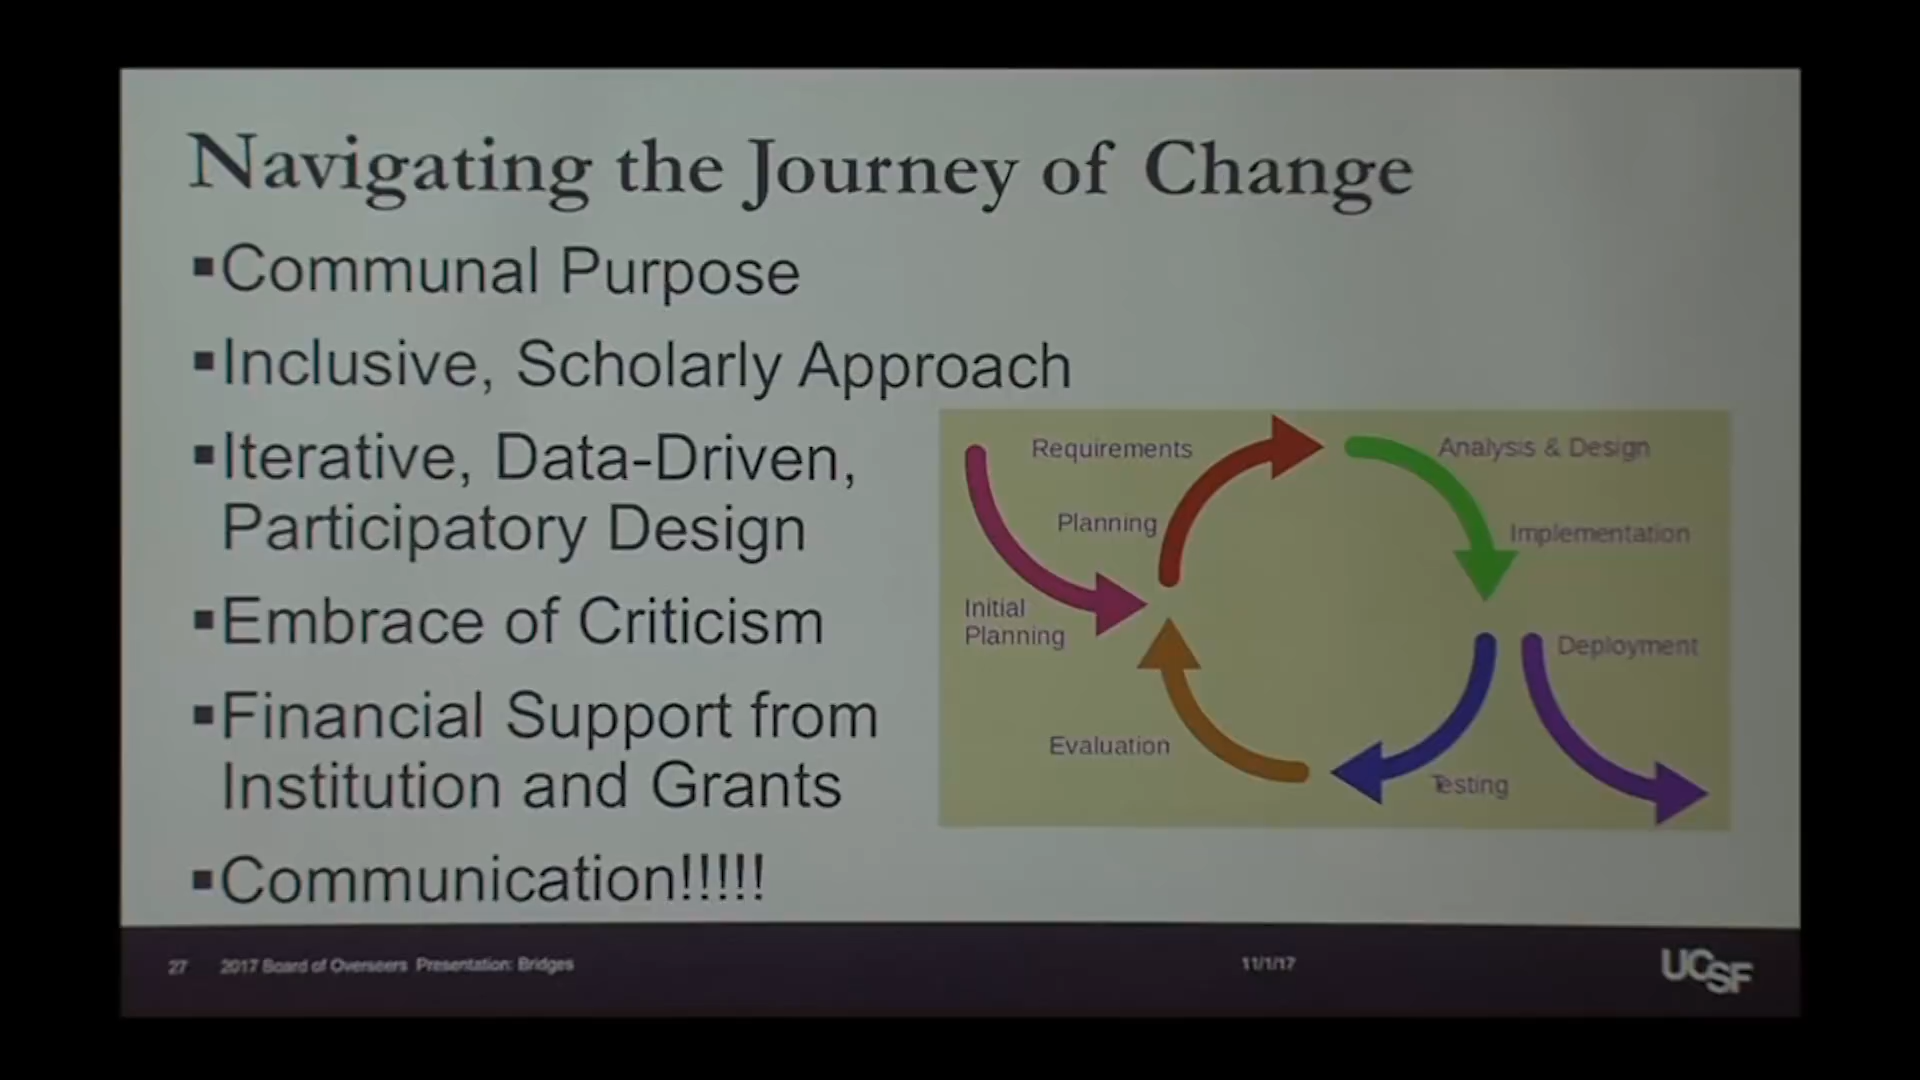 Navigating the Journey of Change
▪Communal Purpose
▪Inclusive, Scholarly Approach
▪Iterative, Data-Driven,
Participatory Design
▪Embrace of Criticism
▪Financial Support from
Institution and Grants
▪Communication!!!!!
Requirements
Analysis & Design
Planning
Implementation
Initial
Planning
Deployment
Evaluation
Testing
27 2017 Board of Overseers Presentation: Bridges
11/1/17
UCSF